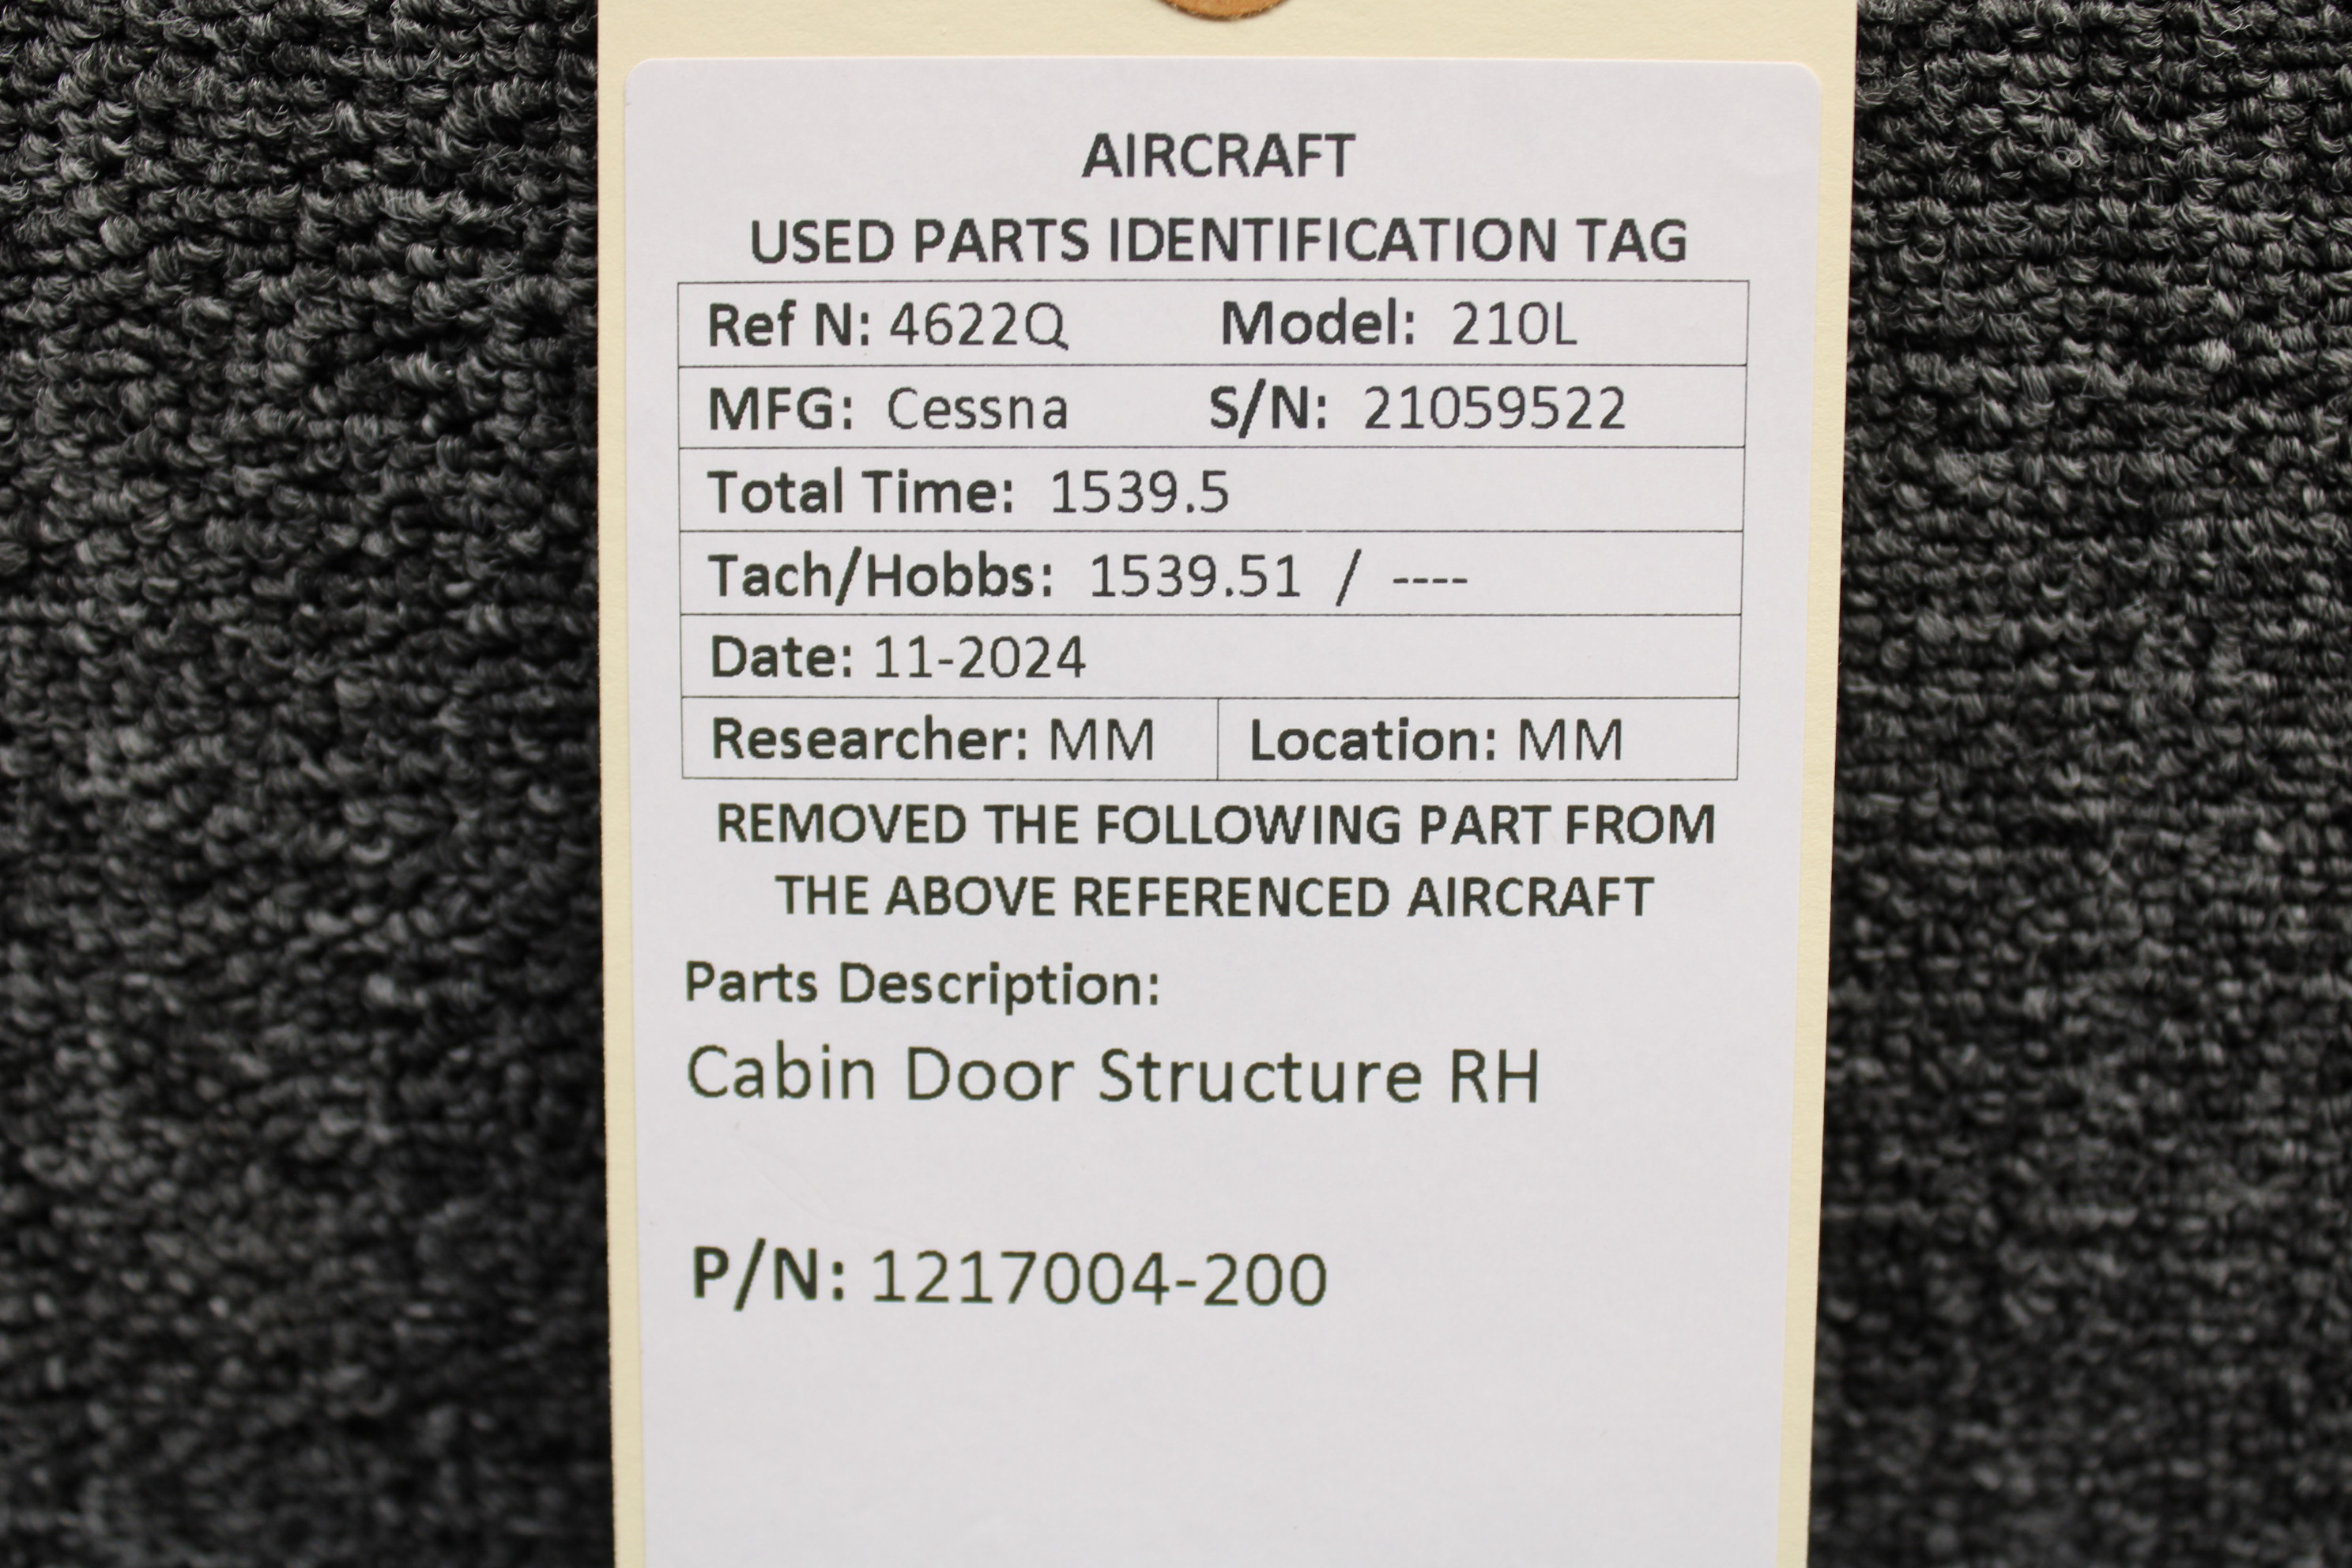 AIRCRAFT
USED PARTS IDENTIFICATION TAG
Ref N: 4622Q Model: 210L
MFG: Cessna S/N: 21059522
Total Time: 1539.5
Tach/Hobbs: 1539.51 / ----
Date: 11-2024
Researcher: MM Location: MM
REMOVED THE FOLLOWING PART FROM
THE ABOVE REFERENCED AIRCRAFT
Parts Description:
Cabin Door Structure RH
P/N: 1217004-200